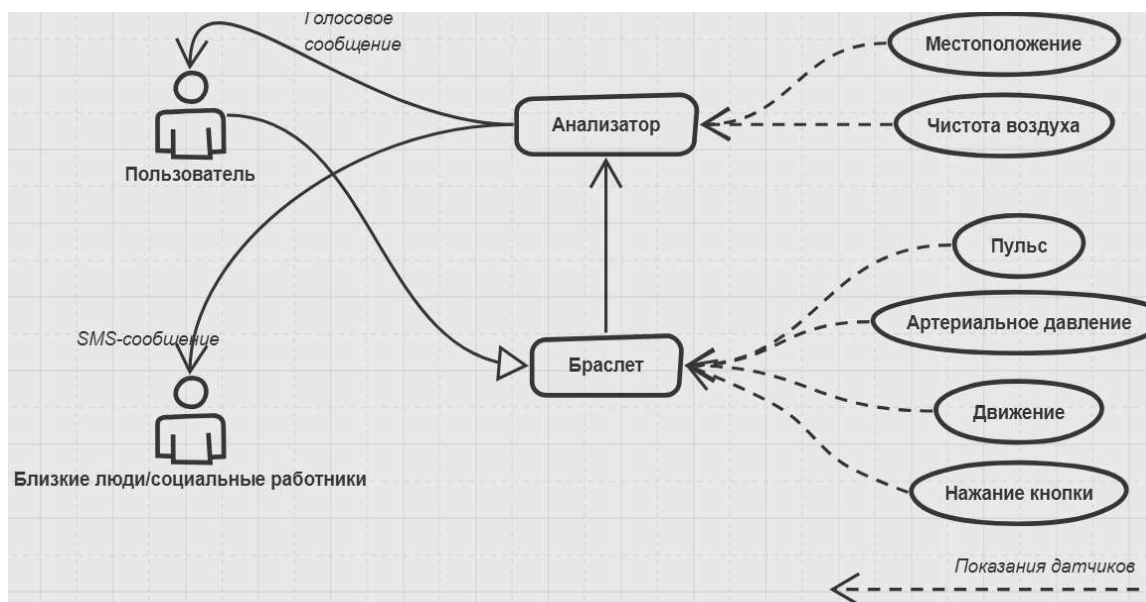 Голосовое
сообщение
Местоположение
Анализатор
Чистота воздуха
Пользователь
Пульс
Артериальное давление
SMS-сообщение
Браслет
Движение
Близкие люди/социальные работники
Нажание кнопки
Показания датчиков